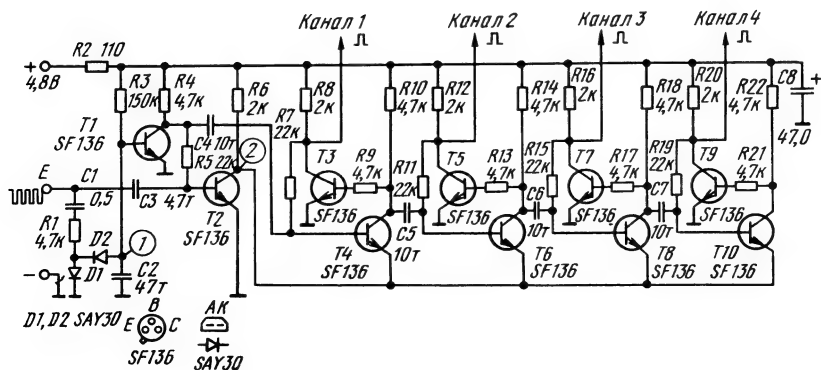 Канал 1
Канал 2
Канал 3
Канал 4
+
4,8В
R2 110
R3
150к
R4
4,7к
R6
2к
R8
2к
R10
4,7к
R12
2к
R14
4,7к
R16
2к
R18
4,7к
R20
2к
R22
4,7к
C8
+
47,0
T1
SF136
C4 10т
R5 22к
2
R7
22к
T3
SF136
R9
4,7к
R11
22к
T5
SF136
R13
4,7к
R15
22к
T7
SF136
R17
4,7к
R19
22к
T9
SF136
R21
4,7к
E
C1
0,5
C3
4,7т
T2
SF136
C5
10т
C6
10т
C7
10т
R1
4,7к
D2
1
T4
SF136
T6
SF136
T8
SF136
T10
SF136
−
D1
C2
47т
D1, D2 SAY30
B
E
C
SF136
AK
SAY30